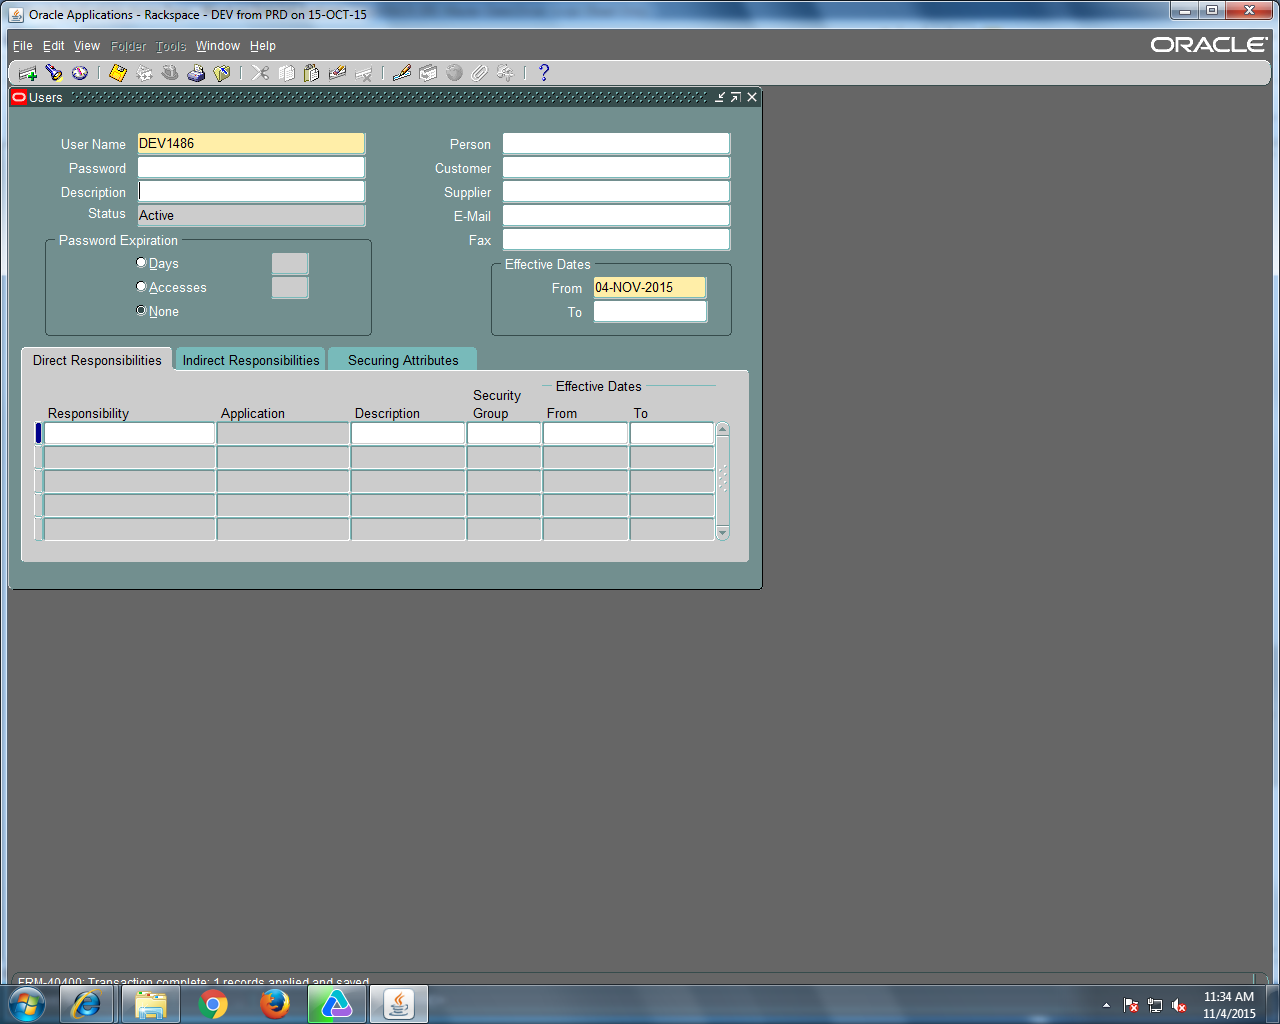 Oracle Applications - Rackspace - DEV from PRD on 15-OCT-15
File Edit View Folder Tools Window Help
ORACLE
Users
User Name DEV1486
Password
Description
Status Active
Person
Customer
Supplier
E-Mail
Fax
Password Expiration
Days
Accesses
None
Effective Dates
From 04-NOV-2015
To
Direct Responsibilities Indirect Responsibilities Securing Attributes
Effective Dates
Security
Responsibility Application Description Group From To
FRM-40400: Transaction complete: 1 records applied and saved.
11:34 AM
11/4/2015